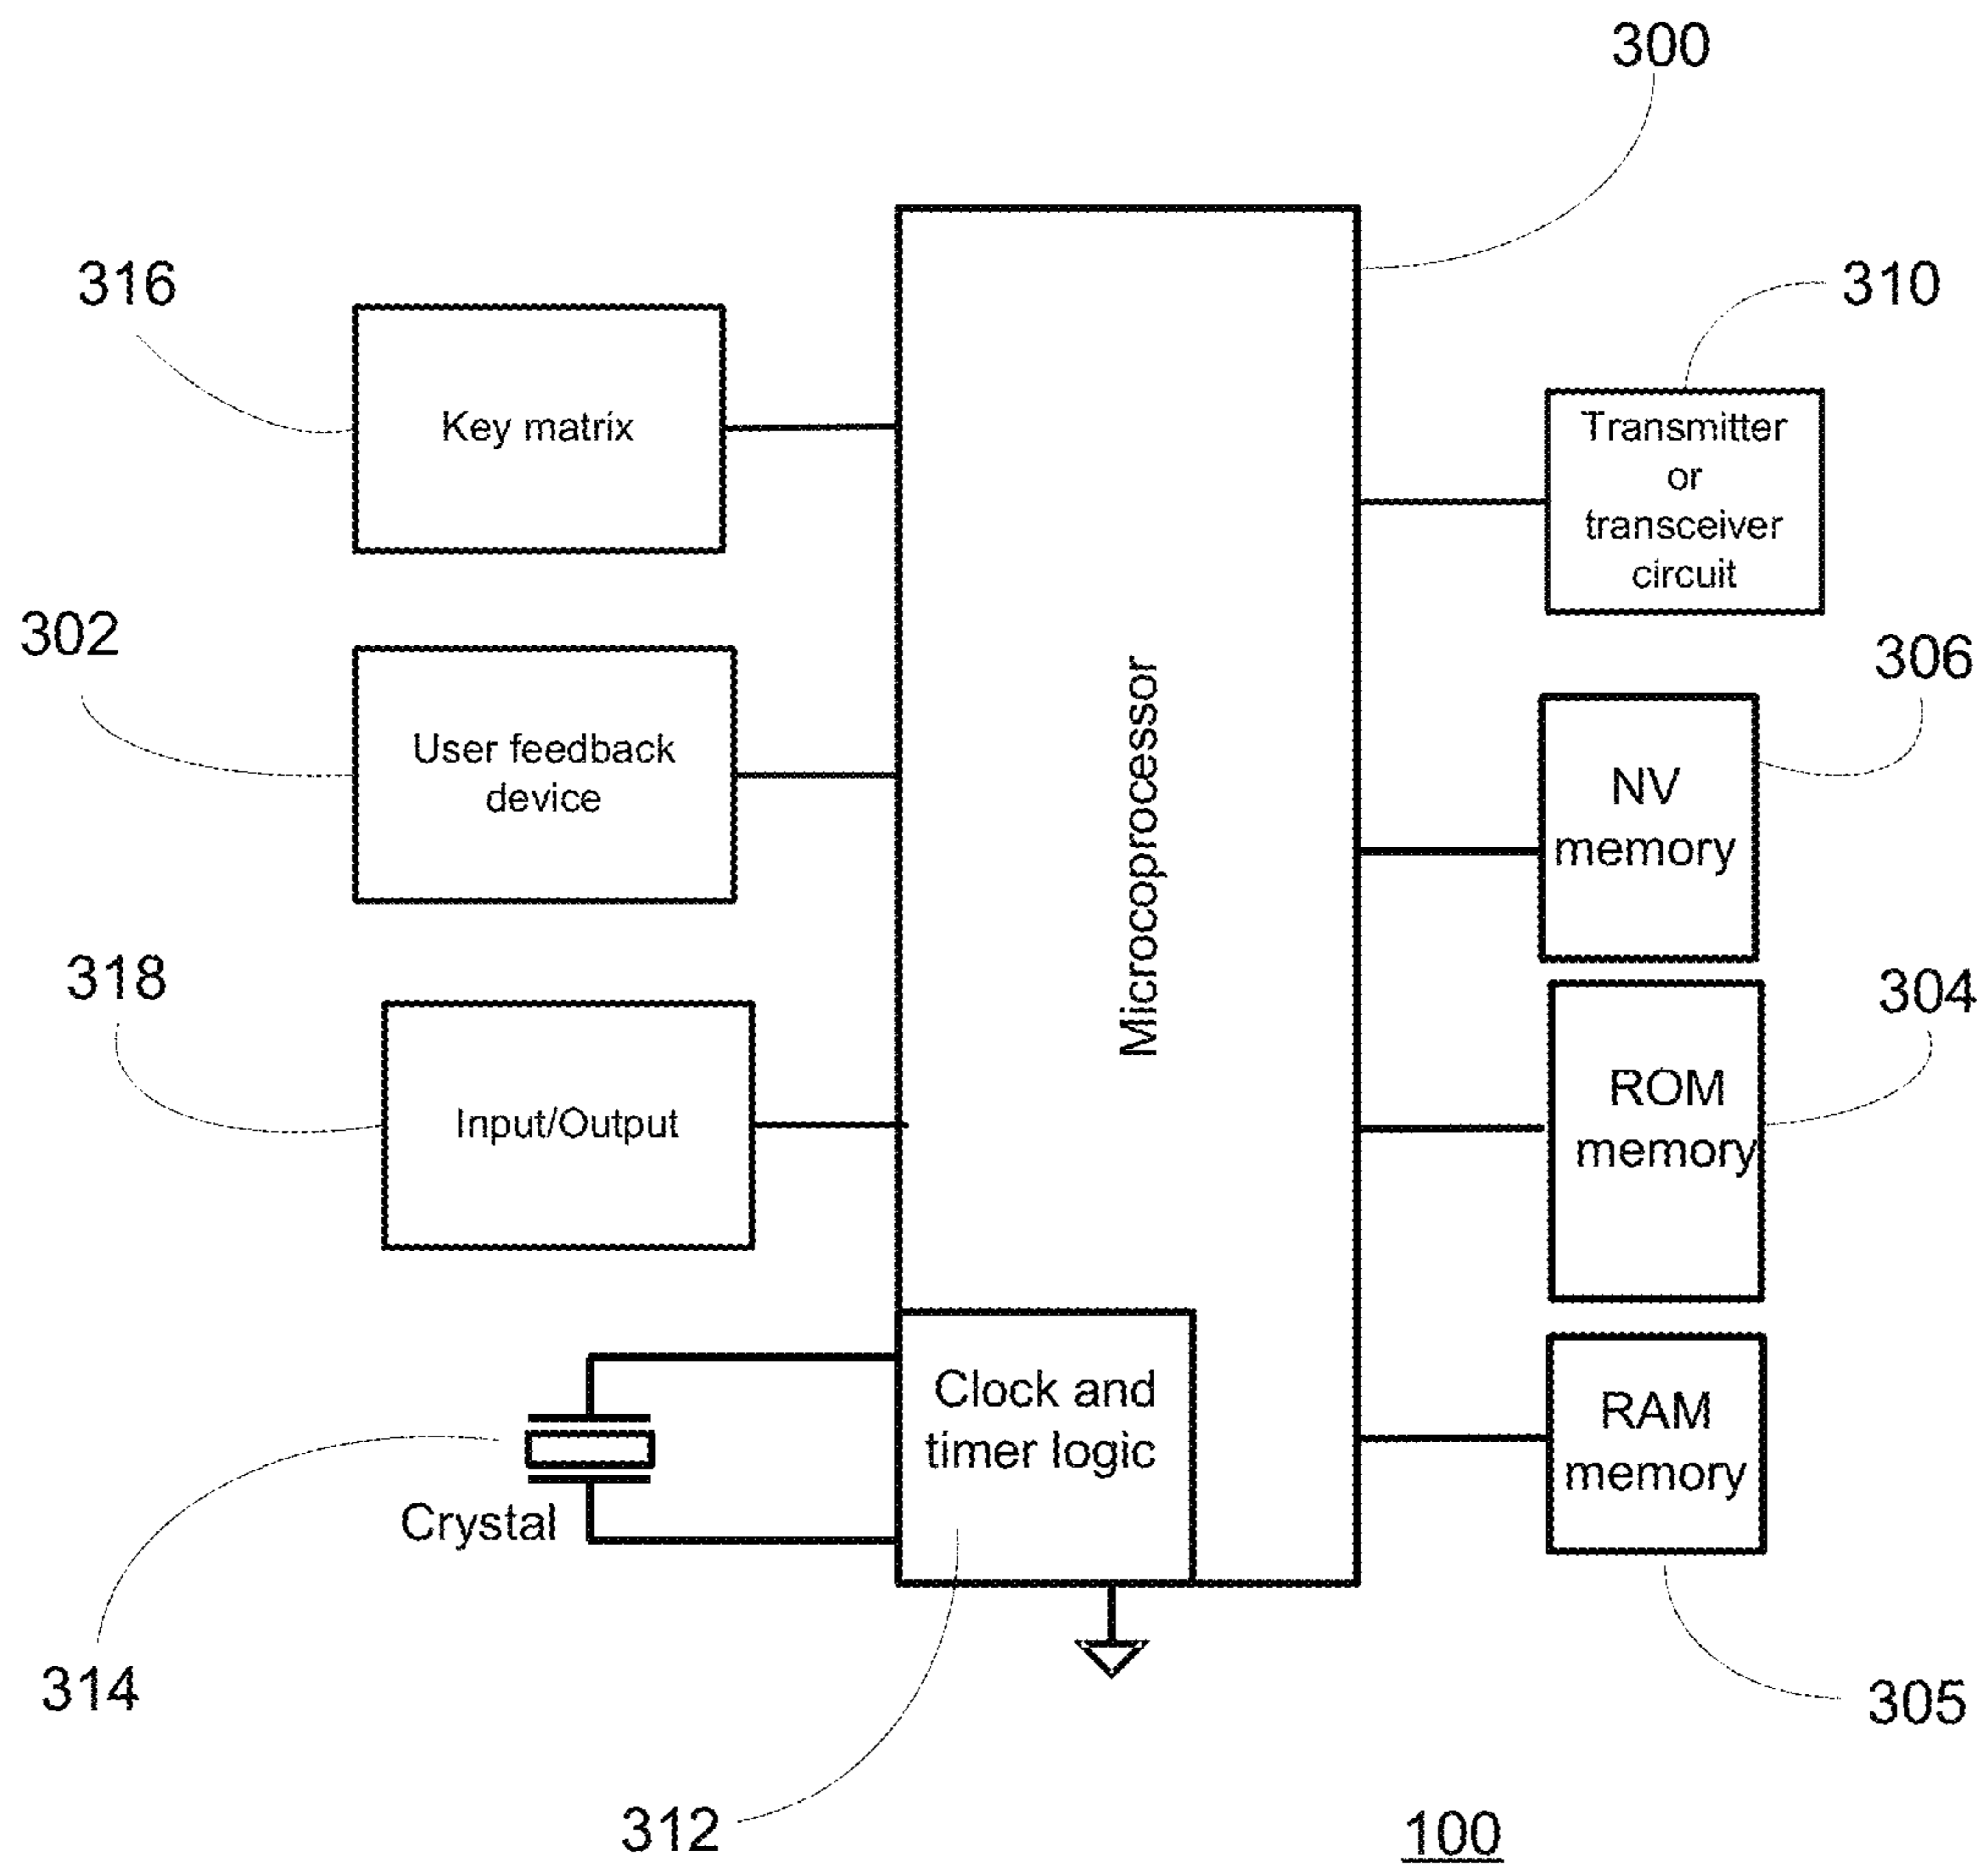 300
316
310
Key matrix
Transmitter
or
transceiver
circuit
302
306
User feedback
device
NV
memory
Microcoprocessor
318
304
Input/Output
ROM
memory
Clock and
timer logic
RAM
memory
Crystal
314
305
312
100